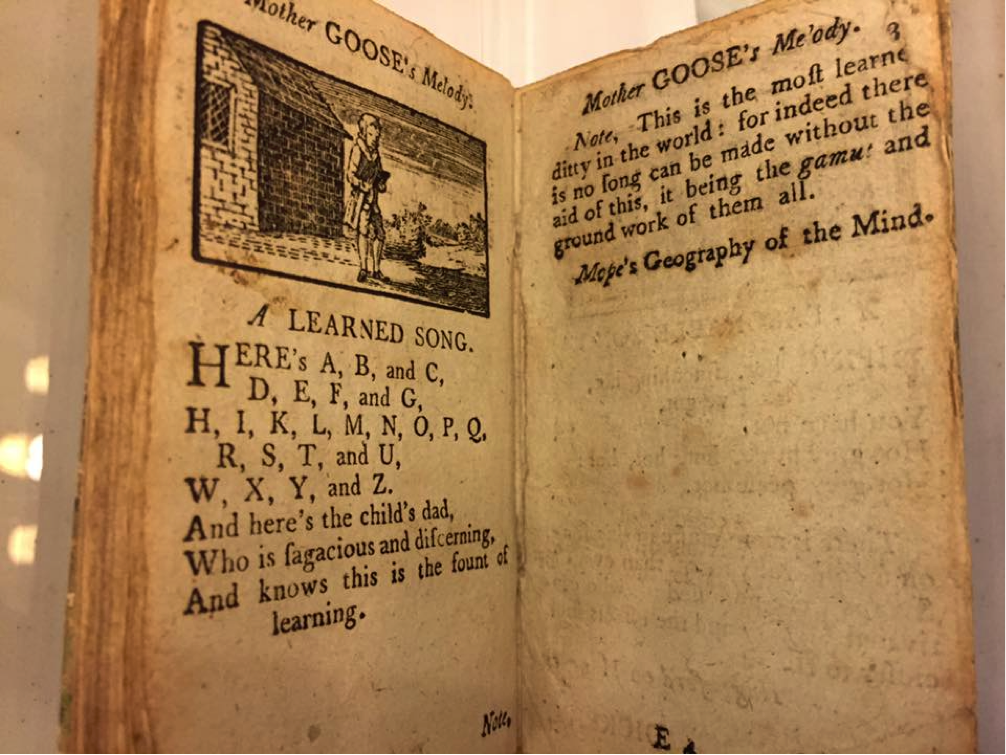 Mother GOOSE's Melody.
A LEARNED SONG.
HERE's A, B, and C,
D, E, F, and G,
H, I, K, L, M, N, O, P, Q,
R, S, T, and U,
W, X, Y, and Z.
And here's the child's dad,
Who is ſagacious and diſcerning,
And knows this is the fount of
learning.
Note,
Mother GOOSE's Me'ody. 3
Note, This is the moſt learne
ditty in the world: for indeed there
is no ſong can be made without the
aid of this, it being the gamut and
ground work of them all.
Mope's Geography of the Mind.
E